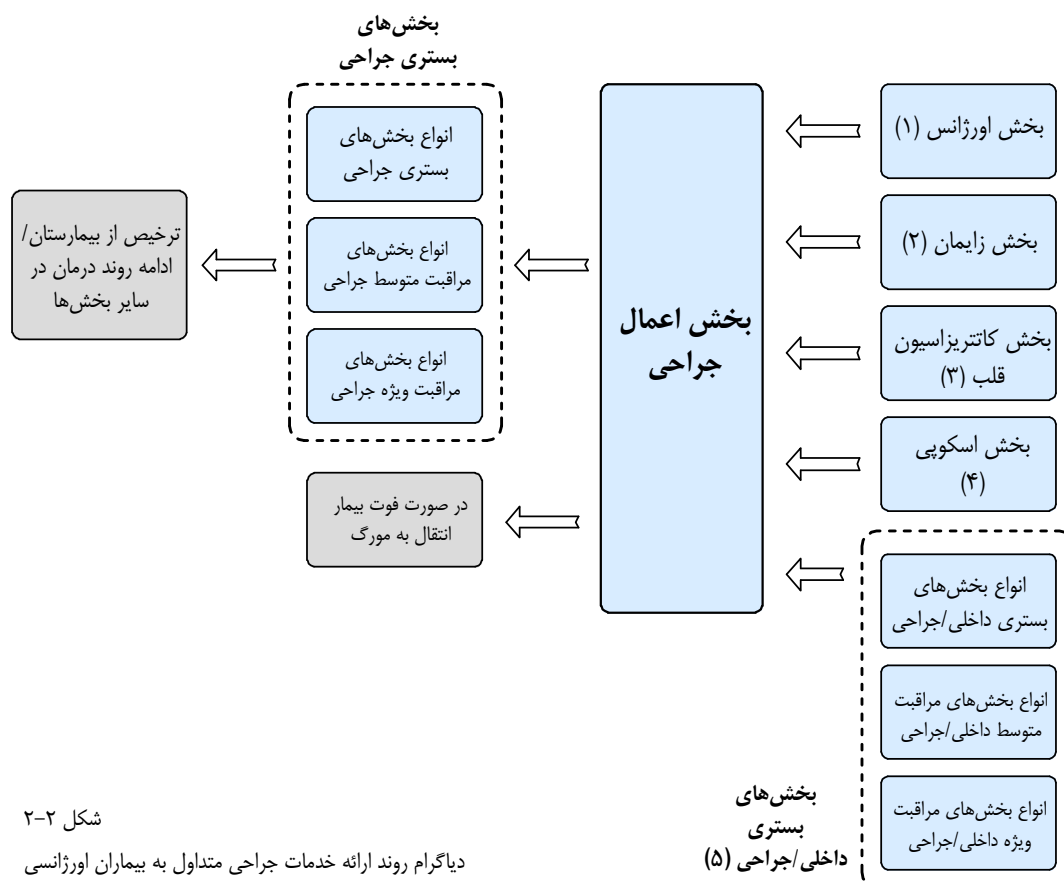 بخش‌های
بستری جراحی
بخش اورژانس (۱)
بخش زایمان (۲)
بخش کاتتریزاسیون
قلب (۳)
بخش اسکوپی
(۴)
انواع بخش‌های
بستری داخلی/جراحی
انواع بخش‌های مراقبت
متوسط داخلی/جراحی
انواع بخش‌های مراقبت
ویژه داخلی/جراحی
بخش‌های
بستری
داخلی/جراحی (۵)
بخش اعمال
جراحی
انواع بخش‌های
بستری جراحی
انواع بخش‌های
مراقبت متوسط جراحی
انواع بخش‌های
مراقبت ویژه جراحی
در صورت فوت بیمار
انتقال به مورگ
ترخیص از بیمارستان/
ادامه روند درمان در
سایر بخش‌ها
شکل ۲-۲
دیاگرام روند ارائه خدمات جراحی متداول به بیماران اورژانسی